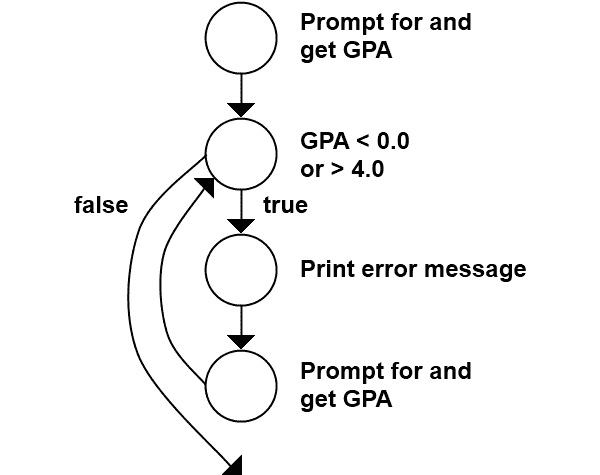 Prompt for and
get GPA
GPA < 0.0
or > 4.0
false
true
Print error message
Prompt for and
get GPA